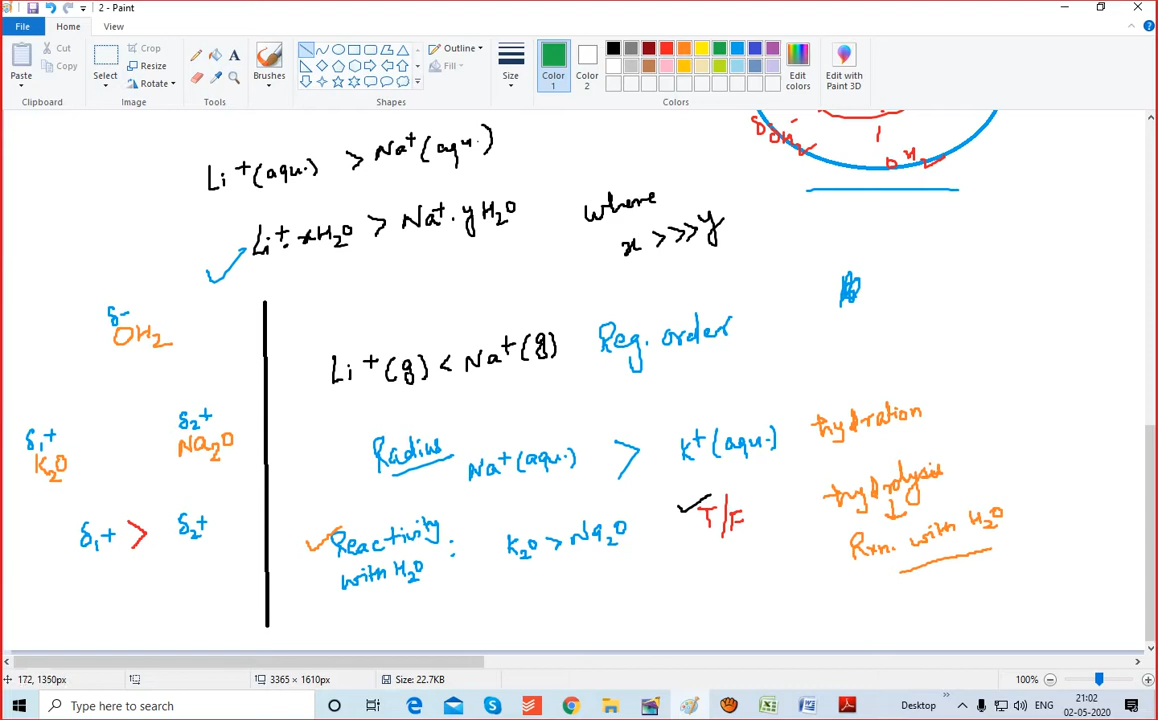 2 - Paint
File
Home
View
Paste
Cut
Copy
Clipboard
Select
Crop
Resize
Rotate
Image
Tools
Brushes
Shapes
Outline
Fill
Size
Color 1
Color 2
Colors
Edit colors
Edit with Paint 3D
δ OH2
OH2
Li+(aqu.) > Na+(aqu.)
Li+. xH2O > Na+. yH2O
where
x >>> y
δ-
OH2
Li+(g) < Na+(g)
Reg. order
δ1+
K2O
δ2+
Na2O
Radius Na+(aqu.) > K+(aqu.)
hydration
hydrolysis
↓
Rxn. with H2O
δ1+ > δ2+
Reactivity with H2O : K2O > Na2O
T/F
172, 1350px
3365 × 1610px
Size: 22.7KB
100%
Type here to search
Desktop
ENG
21:02
02-05-2020